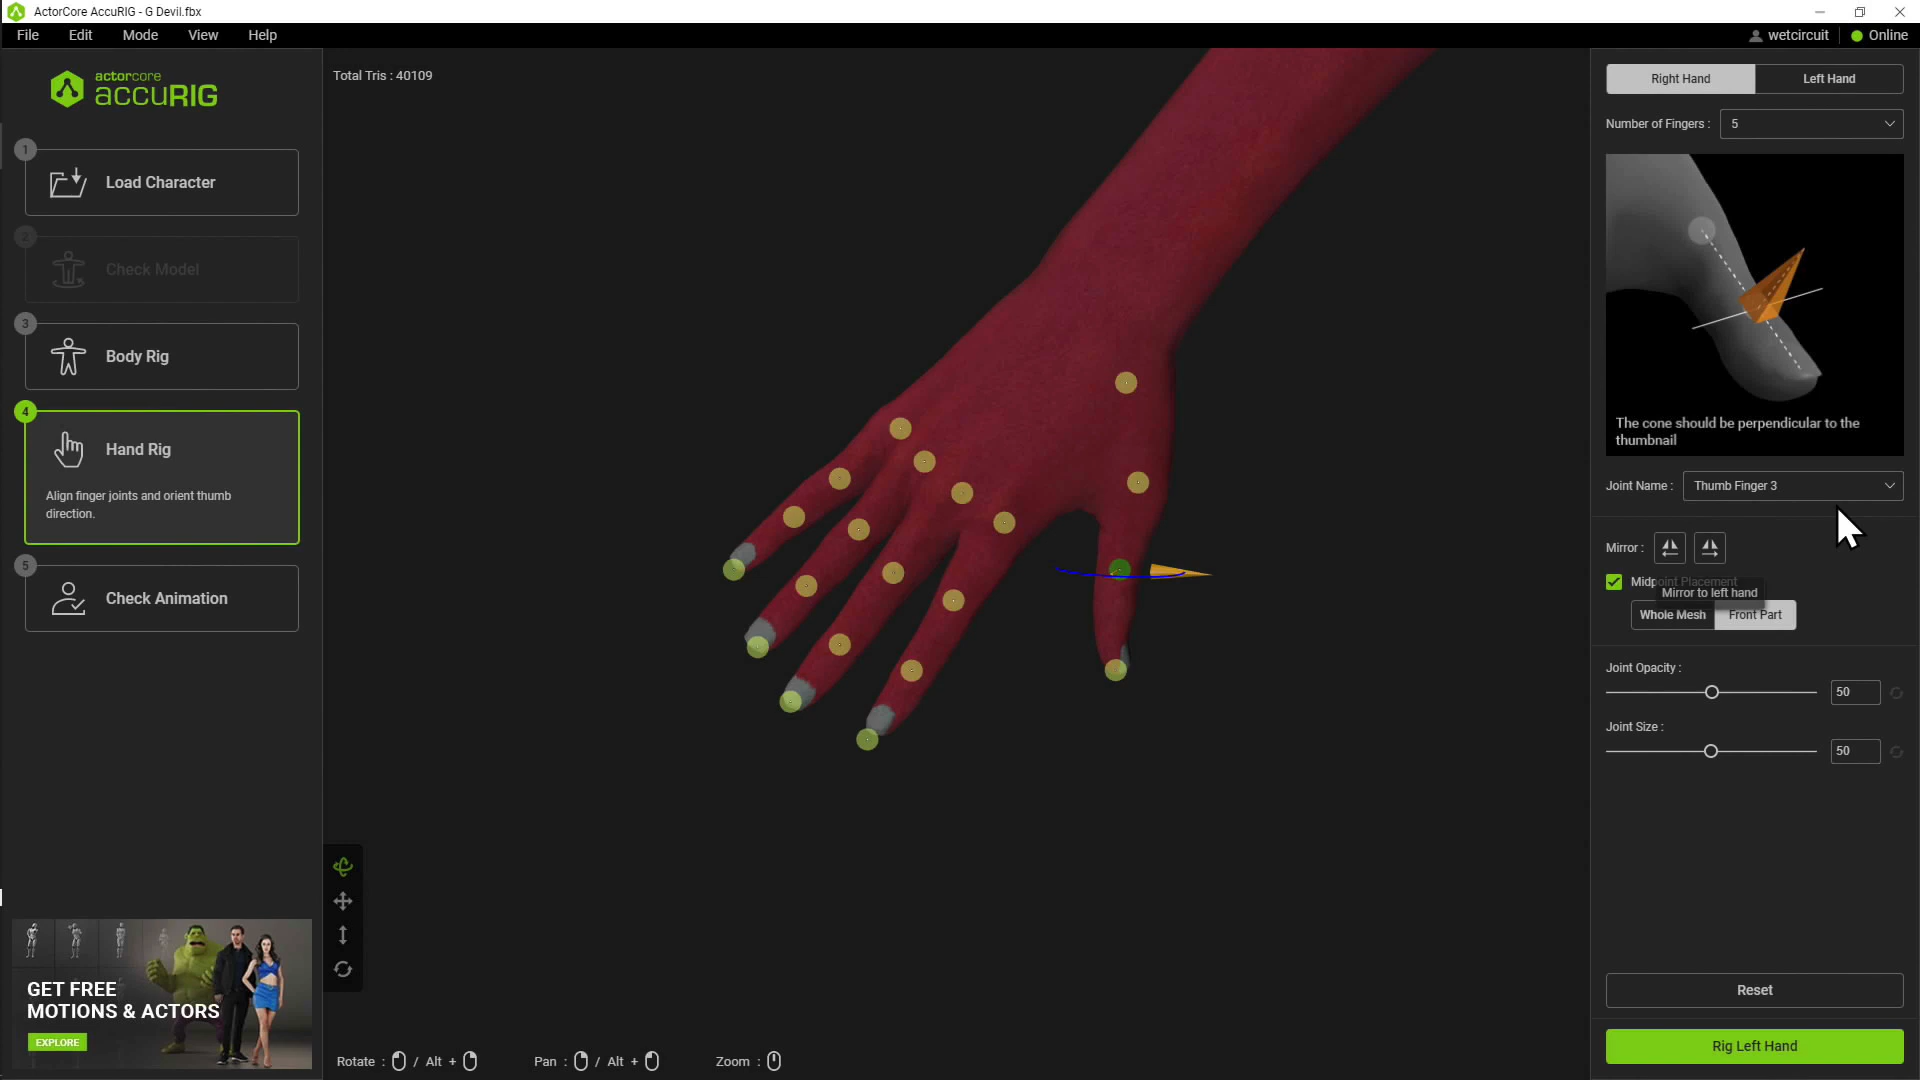 ActorCore AccuRIG - G Devil.fbx
File Edit Mode View Help
wetcircuit Online
actorcore
accuRIG
1
Load Character
2
Check Model
3
Body Rig
4
Hand Rig
Align finger joints and orient thumb
direction.
5
Check Animation
GET FREE
MOTIONS & ACTORS
EXPLORE
Total Tris : 40109
Rotate : / Alt + Pan : / Alt + Zoom :
Right Hand Left Hand
Number of Fingers : 5
The cone should be perpendicular to the
thumbnail
Joint Name : Thumb Finger 3
Mirror :
Midpoint Placement
Mirror to left hand
Whole Mesh Front Part
Joint Opacity :
50
Joint Size :
50
Reset
Rig Left Hand